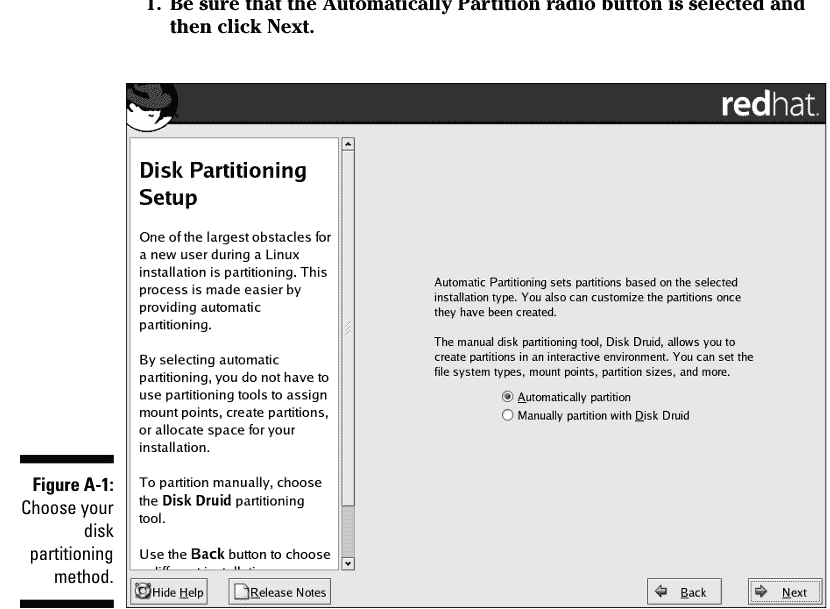 1. Be sure that the Automatically Partition radio button is selected and
then click Next.
redhat.
Disk Partitioning
Setup
One of the largest obstacles for
a new user during a Linux
installation is partitioning. This
process is made easier by
providing automatic
partitioning.
By selecting automatic
partitioning, you do not have to
use partitioning tools to assign
mount points, create partitions,
or allocate space for your
installation.
To partition manually, choose
the Disk Druid partitioning
tool.
Use the Back button to choose
Automatic Partitioning sets partitions based on the selected
installation type. You also can customize the partitions once
they have been created.
The manual disk partitioning tool, Disk Druid, allows you to
create partitions in an interactive environment. You can set the
file system types, mount points, partition sizes, and more.
Automatically partition
Manually partition with Disk Druid
Hide Help
Release Notes
Back
Next
Figure A-1:
Choose your
disk
partitioning
method.